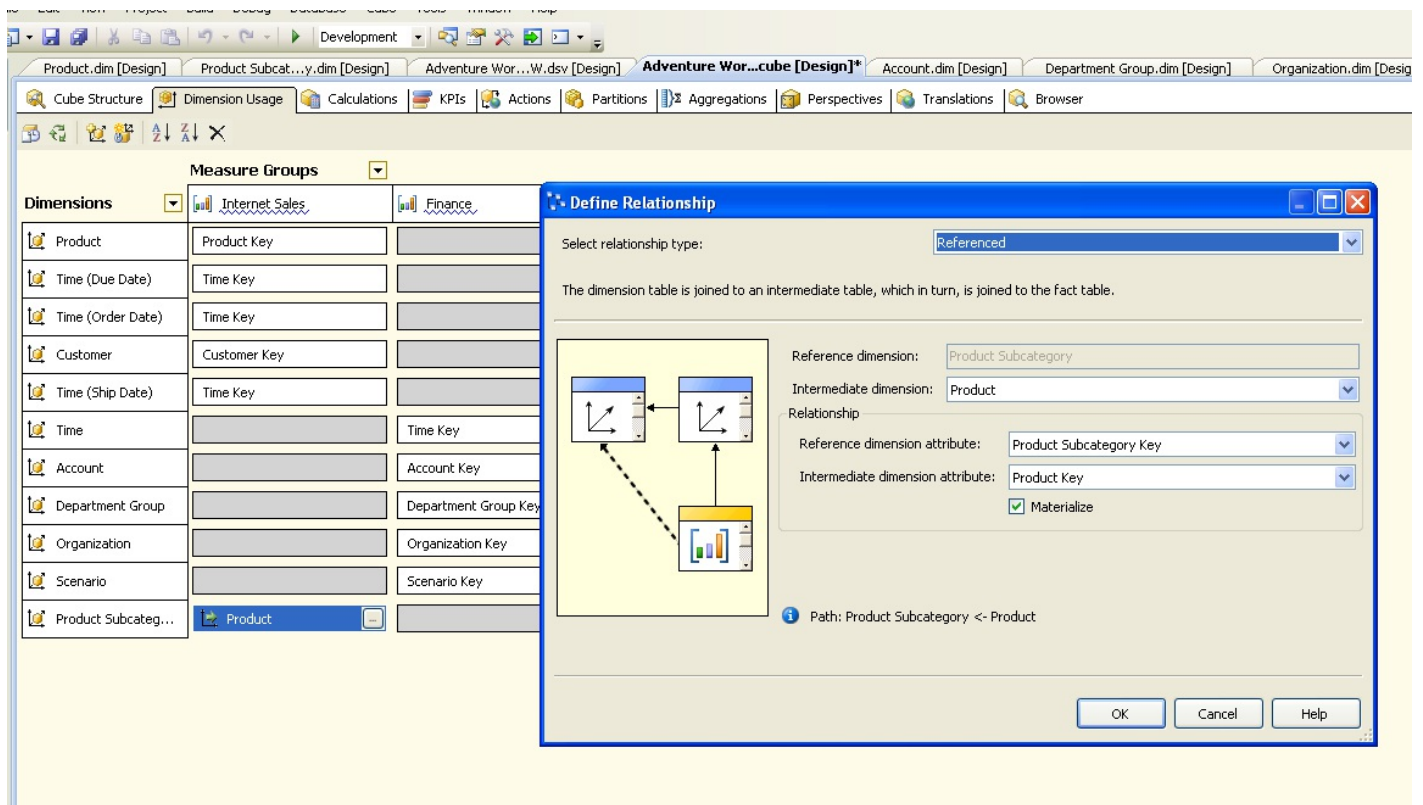 Development
Product.dim [Design] Product Subcat...y.dim [Design] Adventure Wor...W.dsv [Design] Adventure Wor...cube [Design]* Account.dim [Design] Department Group.dim [Design] Organization.dim [Desig
Cube Structure Dimension Usage Calculations KPIs Actions Partitions Aggregations Perspectives Translations Browser
Measure Groups
Dimensions Internet Sales Finance
Product Product Key
Time (Due Date) Time Key
Time (Order Date) Time Key
Customer Customer Key
Time (Ship Date) Time Key
Time Time Key
Account Account Key
Department Group Department Group Key
Organization Organization Key
Scenario Scenario Key
Product Subcateg... Product ...
Define Relationship
Select relationship type: Referenced
The dimension table is joined to an intermediate table, which in turn, is joined to the fact table.
Reference dimension: Product Subcategory
Intermediate dimension: Product
Relationship
Reference dimension attribute: Product Subcategory Key
Intermediate dimension attribute: Product Key
Materialize
Path: Product Subcategory <- Product
OK Cancel Help